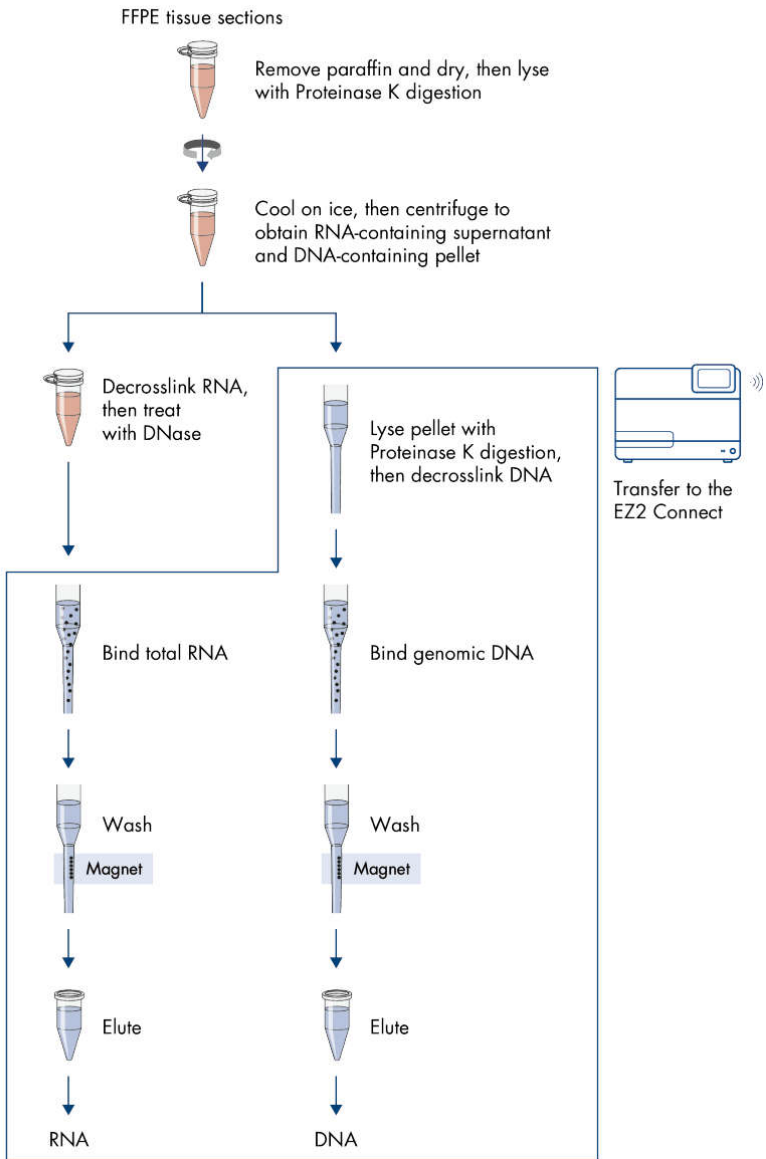 FFPE tissue sections
Remove paraffin and dry, then lyse
with Proteinase K digestion
Cool on ice, then centrifuge to
obtain RNA-containing supernatant
and DNA-containing pellet
Decrosslink RNA,
then treat
with DNase
Lyse pellet with
Proteinase K digestion,
then decrosslink DNA
Transfer to the
EZ2 Connect
Bind total RNA
Bind genomic DNA
Wash
Magnet
Wash
Magnet
Elute
Elute
RNA
DNA